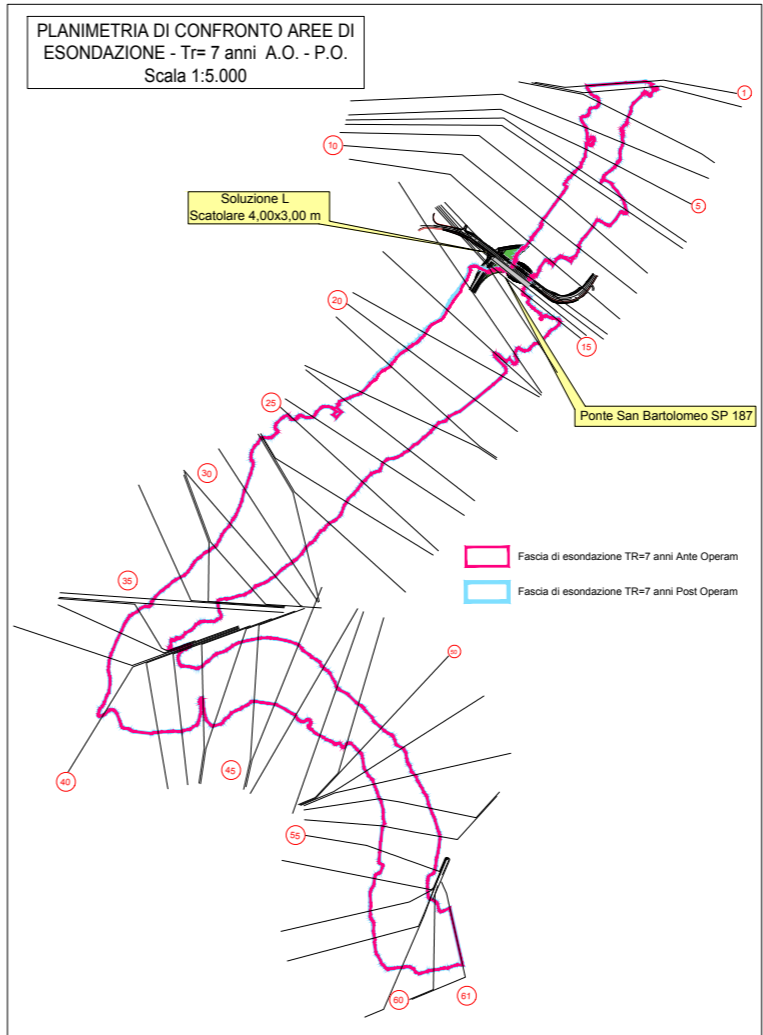 PLANIMETRIA DI CONFRONTO AREE DI
ESONDAZIONE - Tr= 7 anni A.O. - P.O.
Scala 1:5.000
1
10
5
Soluzione L
Scatolare 4,00x3,00 m
20
15
25
Ponte San Bartolomeo SP 187
30
Fascia di esondazione TR=7 anni Ante Operam
35
Fascia di esondazione TR=7 anni Post Operam
50
45
40
55
60
61